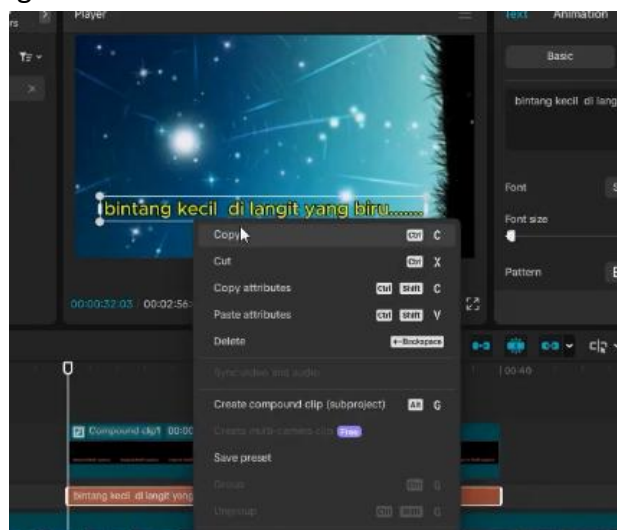 Player
Text Animation
Basic
bintang kecil di lang
Font
Font size
Pattern
bintang kecil di langit yang biru.......
00:00:32:03 00:02:56:
Copy Ctrl C
Cut Ctrl X
Copy attributes Ctrl Shift C
Paste attributes Ctrl Shift V
Delete ←Backspace
Sync video and audio
Create compound clip (subproject) Alt G
Create multi-camera clip Free
Save preset
Group Ctrl G
Ungroup Ctrl Shift G
00:40
Compound clip1 00:00
bintang kecil di langit yang